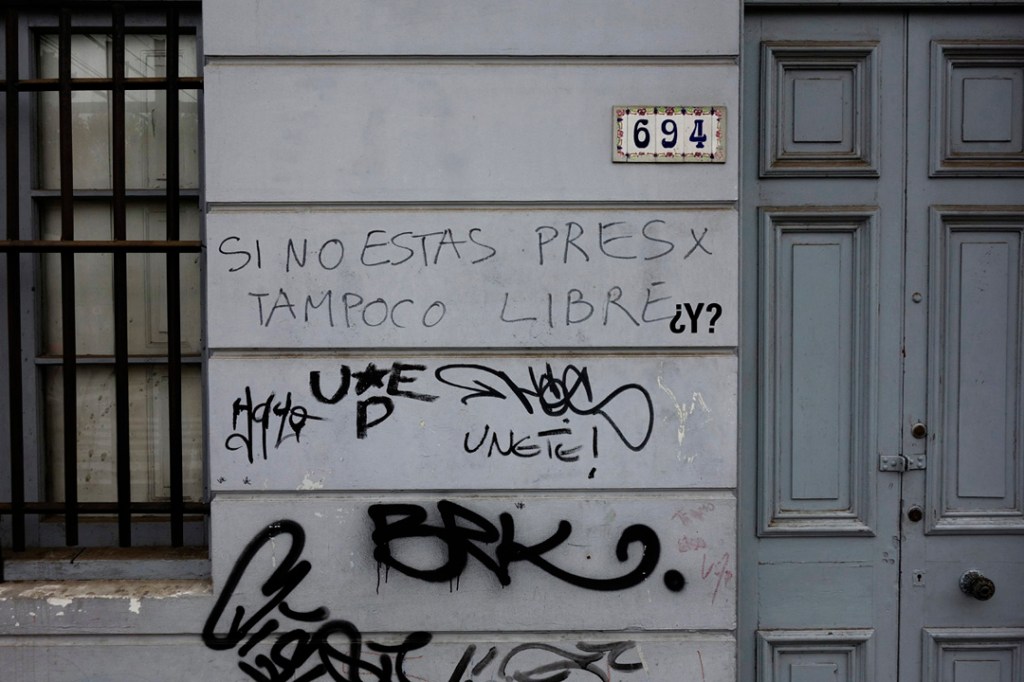 694
SI NO ESTAS PRESX
TAMPOCO LIBRE ¿Y?
U★E
P
UNETE!
BRK